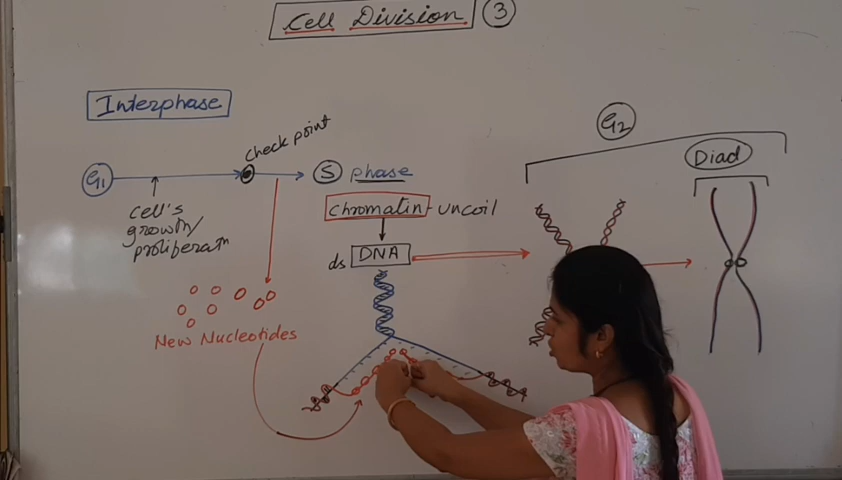 Cell Division 3
Interphase
G2
check point
Diad
G1
S phase
cell's
growth/
proliferatn
chromatin-uncoil
ds DNA
New Nucleotides